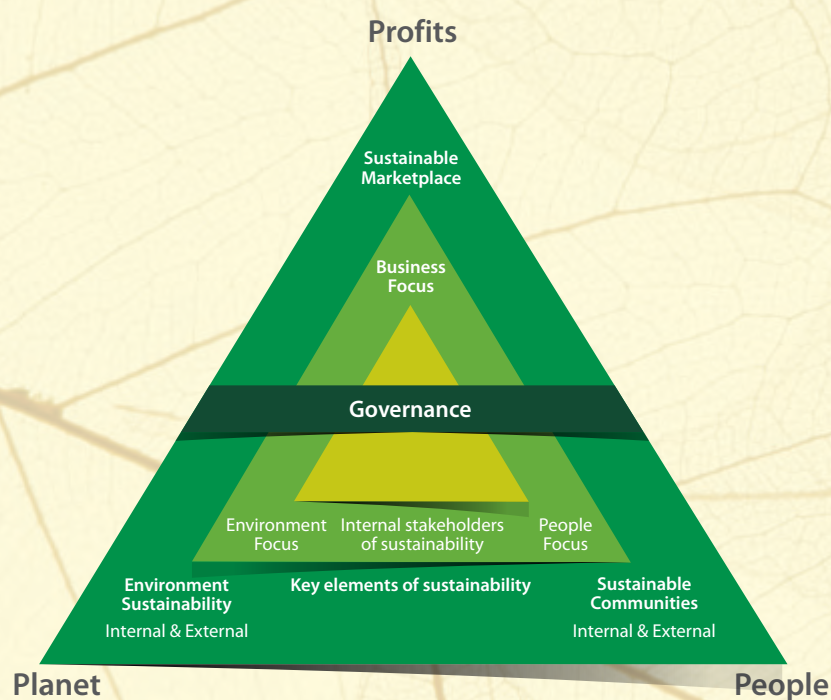 Profits
Sustainable
Marketplace
Business
Focus
Governance
Environment
Focus
Internal stakeholders
of sustainability
People
Focus
Environment
Sustainability
Internal & External
Key elements of sustainability
Sustainable
Communities
Internal & External
Planet
People